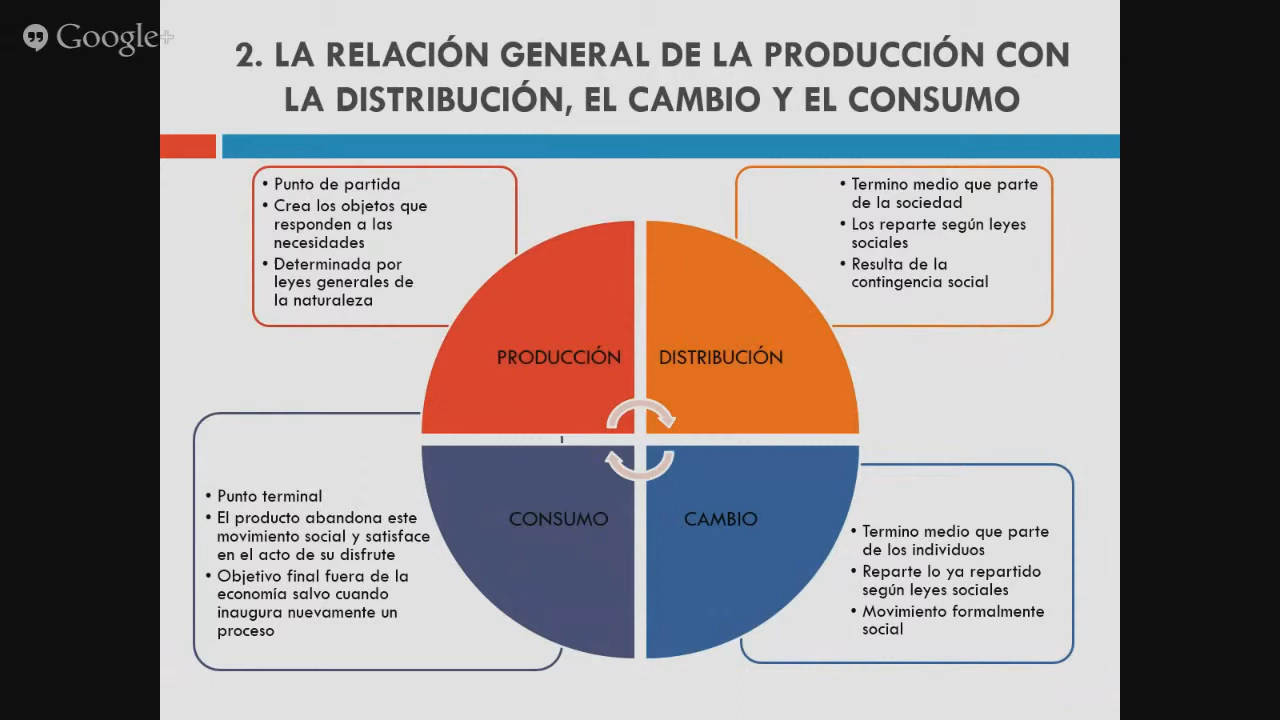 Google+
2. LA RELACIÓN GENERAL DE LA PRODUCCIÓN CON
LA DISTRIBUCIÓN, EL CAMBIO Y EL CONSUMO
• Punto de partida
• Crea los objetos que
responden a las
necesidades
• Determinada por
leyes generales de
la naturaleza
• Termino medio que parte
de la sociedad
• Los reparte según leyes
sociales
• Resulta de la
contingencia social
PRODUCCIÓN
DISTRIBUCIÓN
CONSUMO
CAMBIO
• Punto terminal
• El producto abandona este
movimiento social y satisface
en el acto de su disfrute
• Objetivo final fuera de la
economía salvo cuando
inaugura nuevamente un
proceso
• Termino medio que parte
de los individuos
• Reparte lo ya repartido
según leyes sociales
• Movimiento formalmente
social